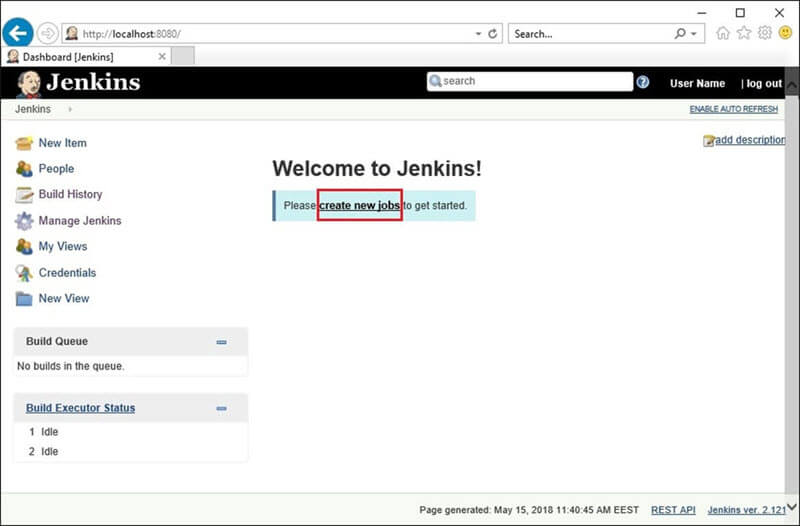 http://localhost:8080/
Search...
Dashboard [Jenkins]
Jenkins
search
User Name | log out
Jenkins
ENABLE AUTO REFRESH
New Item
People
Build History
Manage Jenkins
My Views
Credentials
New View
add description
Welcome to Jenkins!
Please create new jobs to get started.
Build Queue
No builds in the queue.
Build Executor Status
1 Idle
2 Idle
Page generated: May 15, 2018 11:40:45 AM EEST REST API Jenkins ver. 2.121